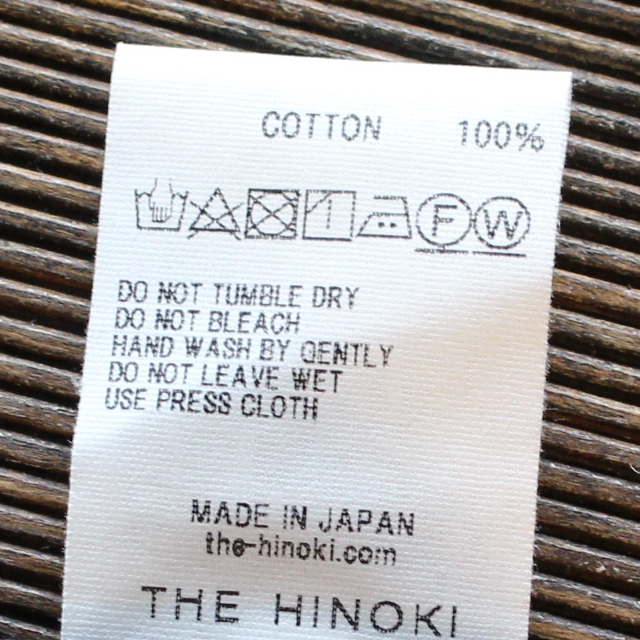 COTTON 100%
F W
DO NOT TUMBLE DRY
DO NOT BLEACH
HAND WASH BY GENTLY
DO NOT LEAVE WET
USE PRESS CLOTH
MADE IN JAPAN
the-hinoki.com
THE HINOKI